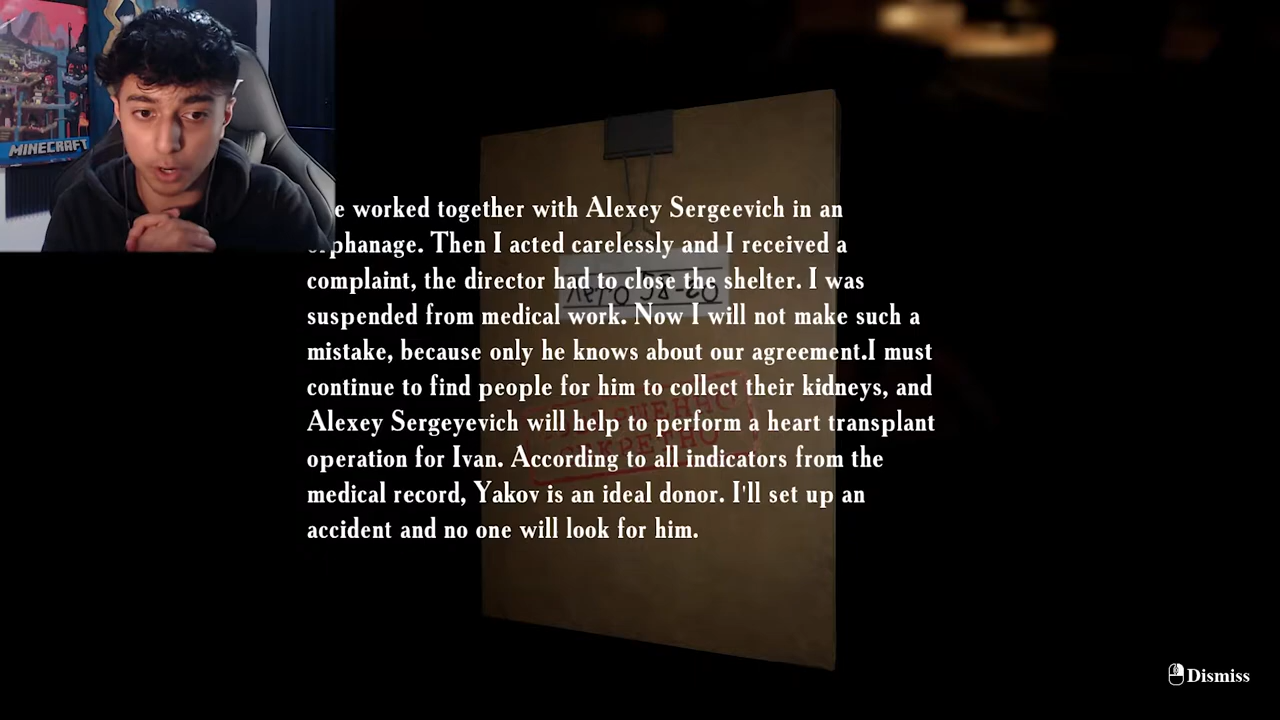 MINECRAFT
worked together with Alexey Sergeevich in an
orphanage. Then I acted carelessly and I received a
complaint, the director had to close the shelter. I was
suspended from medical work. Now I will not make such a
mistake, because only he knows about our agreement.I must
continue to find people for him to collect their kidneys, and
Alexey Sergeyevich will help to perform a heart transplant
operation for Ivan. According to all indicators from the
medical record, Yakov is an ideal donor. I'll set up an
accident and no one will look for him.
Dismiss